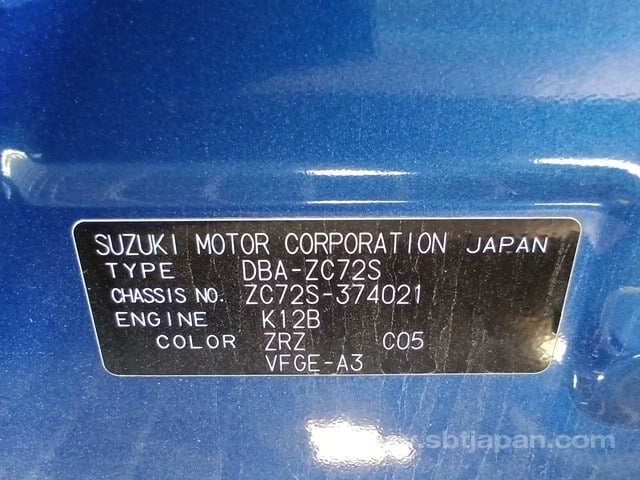 SUZUKI MOTOR CORPORATION JAPAN
TYPE DBA-ZC72S
CHASSIS NO. ZC72S-374021
ENGINE K12B
COLOR ZRZ C05
VFGE-A3
sbtjapan.com